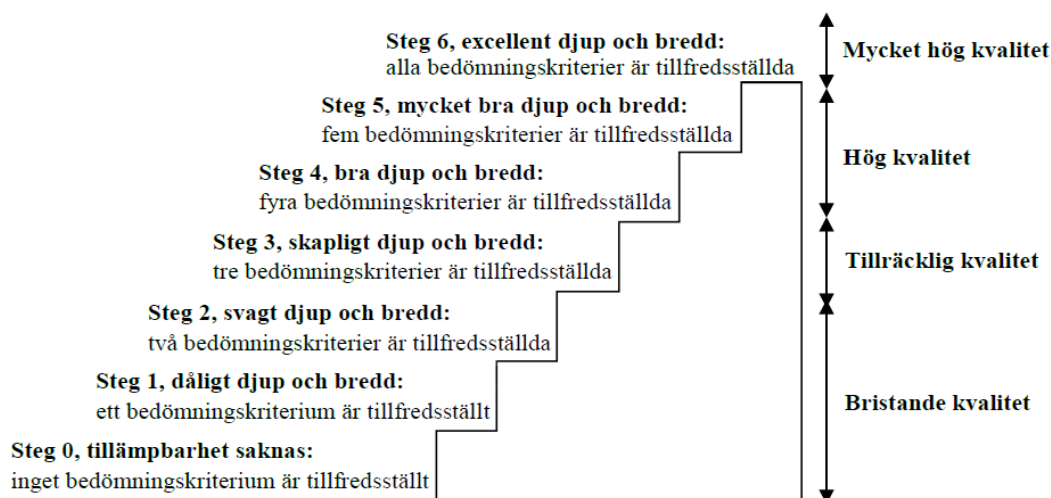 Steg 6, excellent djup och bredd:
alla bedömningskriterier är tillfredsställda
Mycket hög kvalitet
Steg 5, mycket bra djup och bredd:
fem bedömningskriterier är tillfredsställda
Hög kvalitet
Steg 4, bra djup och bredd:
fyra bedömningskriterier är tillfredsställda
Steg 3, skapligt djup och bredd:
tre bedömningskriterier är tillfredsställda
Tillräcklig kvalitet
Steg 2, svagt djup och bredd:
två bedömningskriterier är tillfredsställda
Steg 1, dåligt djup och bredd:
ett bedömningskriterium är tillfredsställt
Bristande kvalitet
Steg 0, tillämpbarhet saknas:
inget bedömningskriterium är tillfredsställt